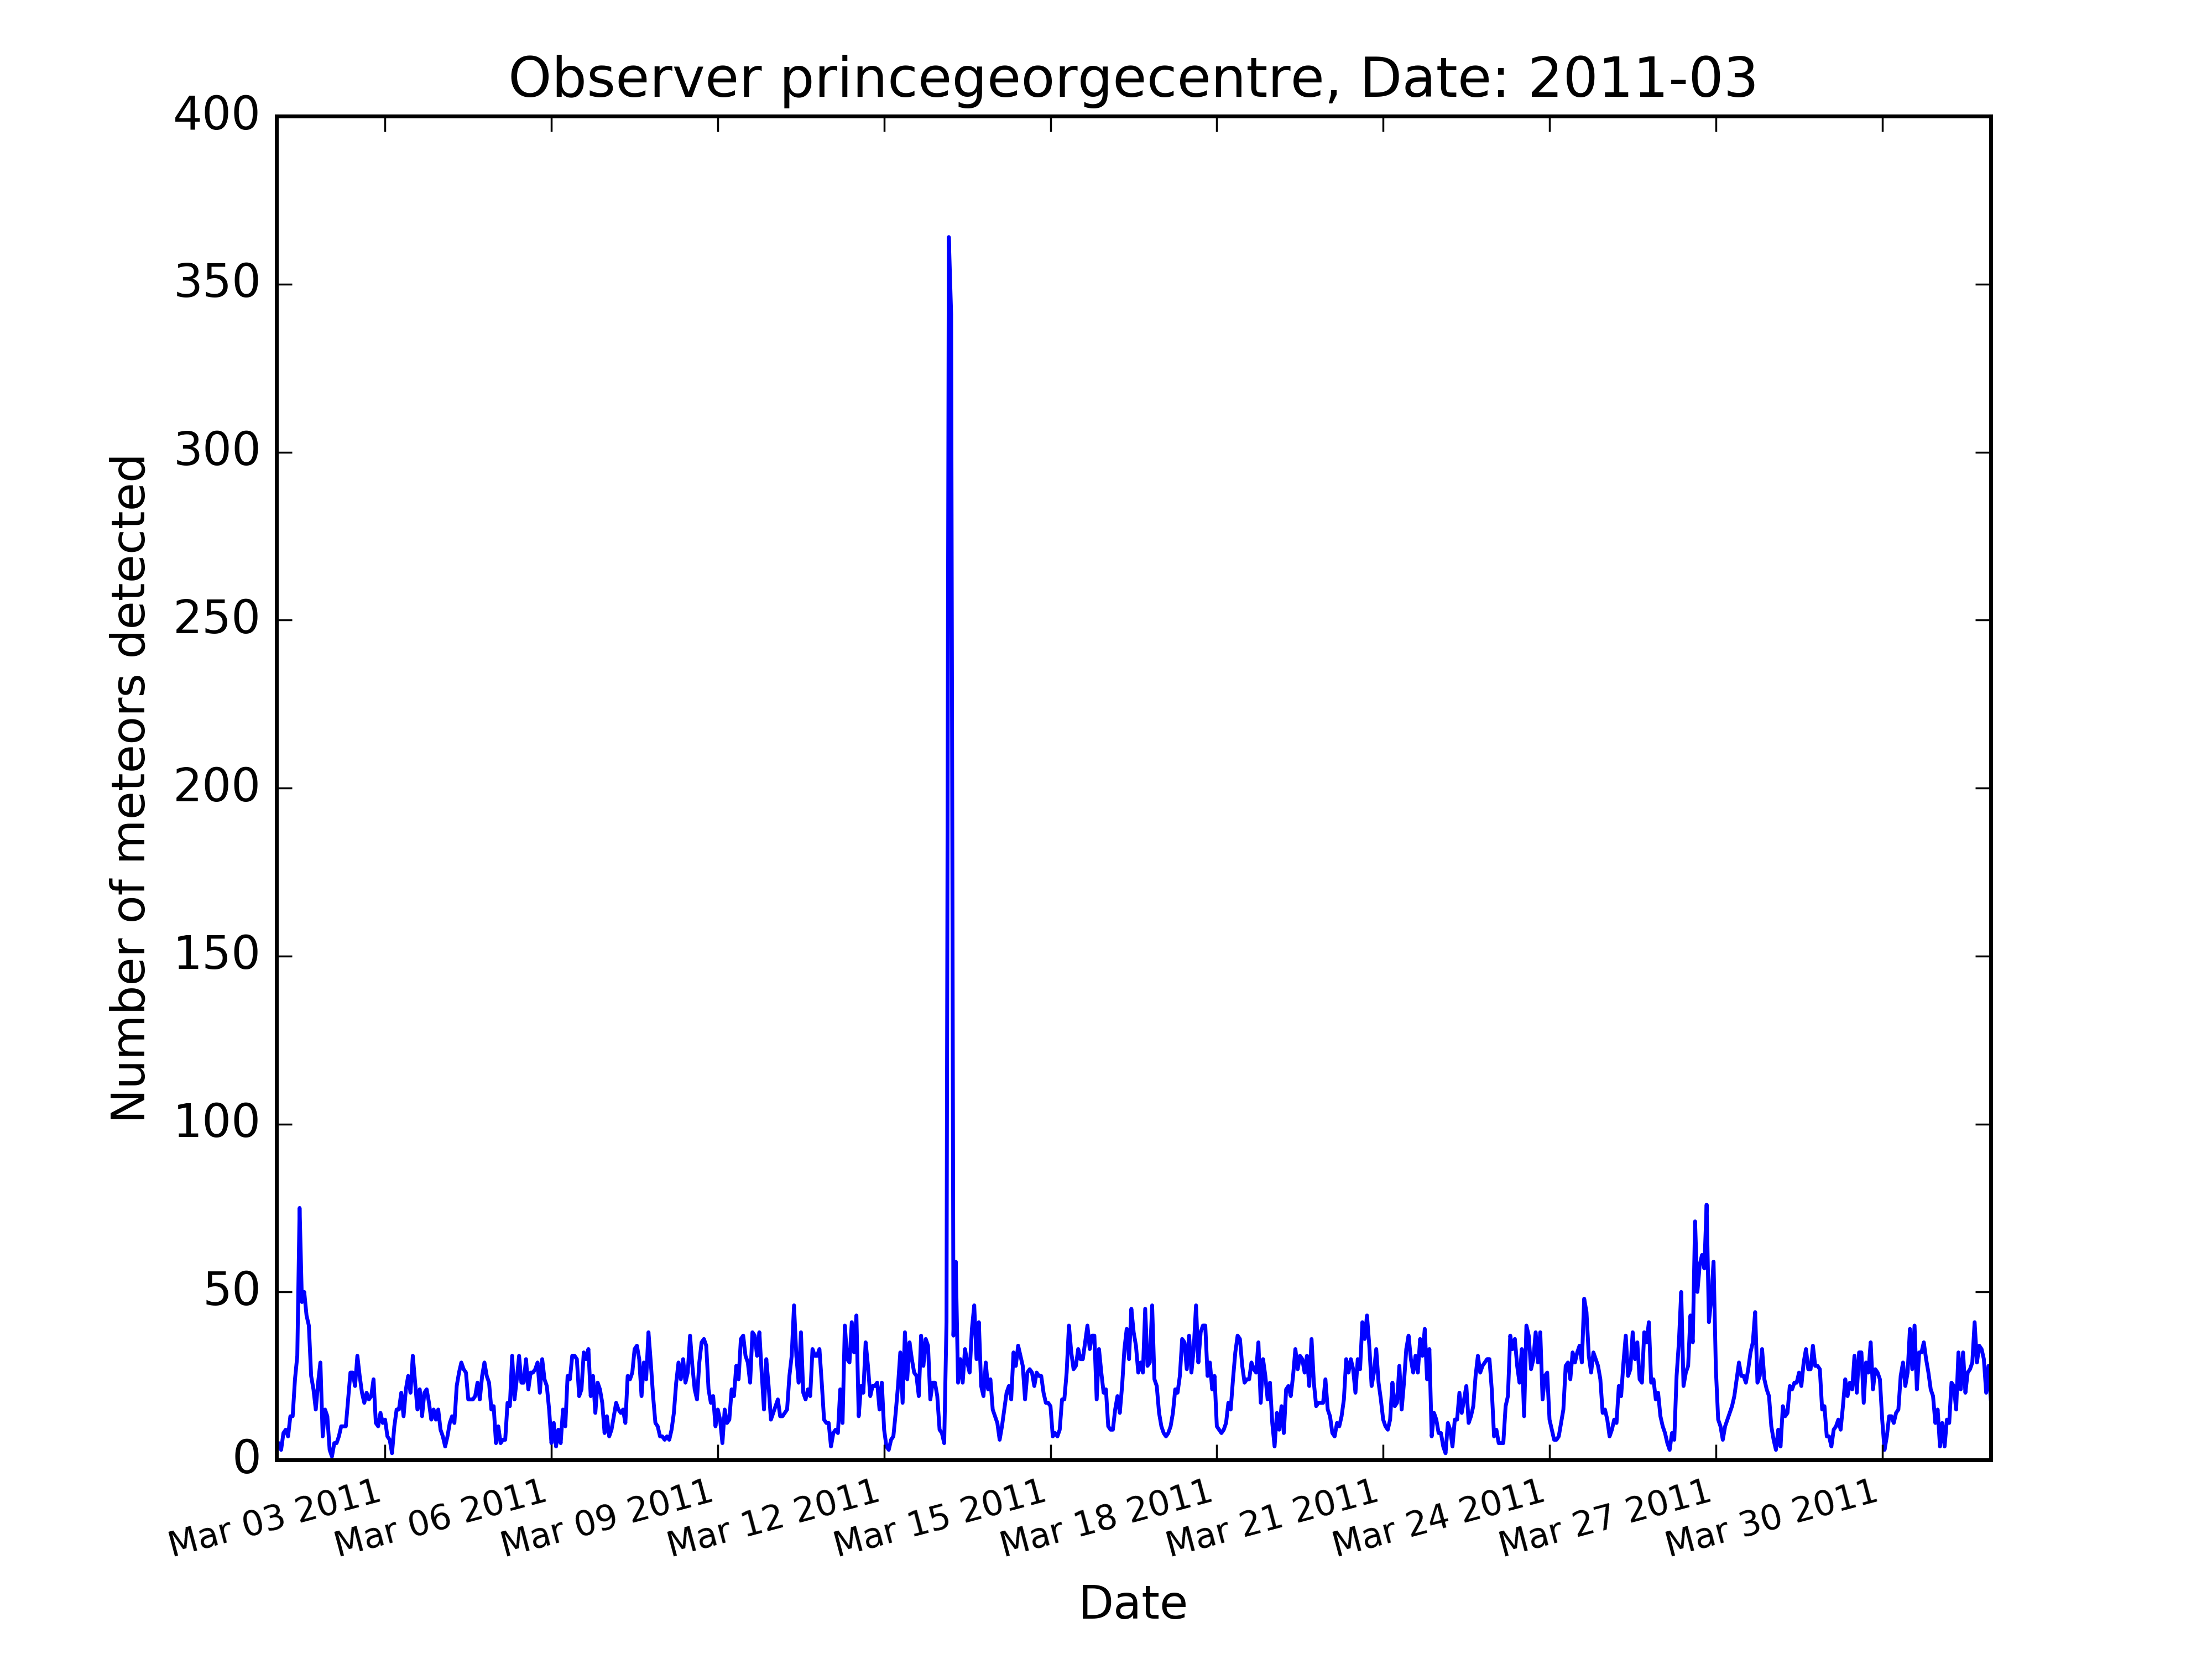 Observer princegeorgecentre, Date: 2011-03
Number of meteors detected
400
350
300
250
200
150
100
50
0
Mar 03 2011
Mar 06 2011
Mar 09 2011
Mar 12 2011
Mar 15 2011
Mar 18 2011
Mar 21 2011
Mar 24 2011
Mar 27 2011
Mar 30 2011
Date